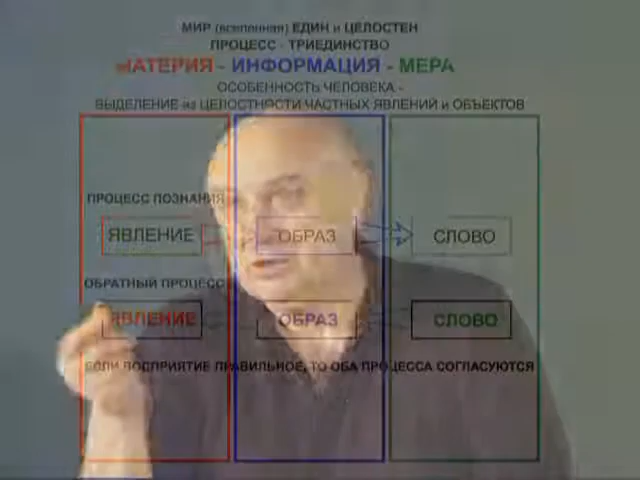 МИР (вселенная) ЕДИН и ЦЕЛОСТЕН
ПРОЦЕСС - ТРИЕДИНСТВО
МАТЕРИЯ - ИНФОРМАЦИЯ - МЕРА
ОСОБЕННОСТЬ ЧЕЛОВЕКА -
ВЫДЕЛЕНИЕ из ЦЕЛОСТНОСТИ ЧАСТНЫХ ЯВЛЕНИЙ и ОБЪЕКТОВ
ПРОЦЕСС ПОЗНАНИЯ
ЯВЛЕНИЕ ОБРАЗ СЛОВО
ОБРАТНЫЙ ПРОЦЕСС
ЯВЛЕНИЕ ОБРАЗ СЛОВО
ЕСЛИ ВОСПРИЯТИЕ ПРАВИЛЬНОЕ, ТО ОБА ПРОЦЕССА СОГЛАСУЮТСЯ